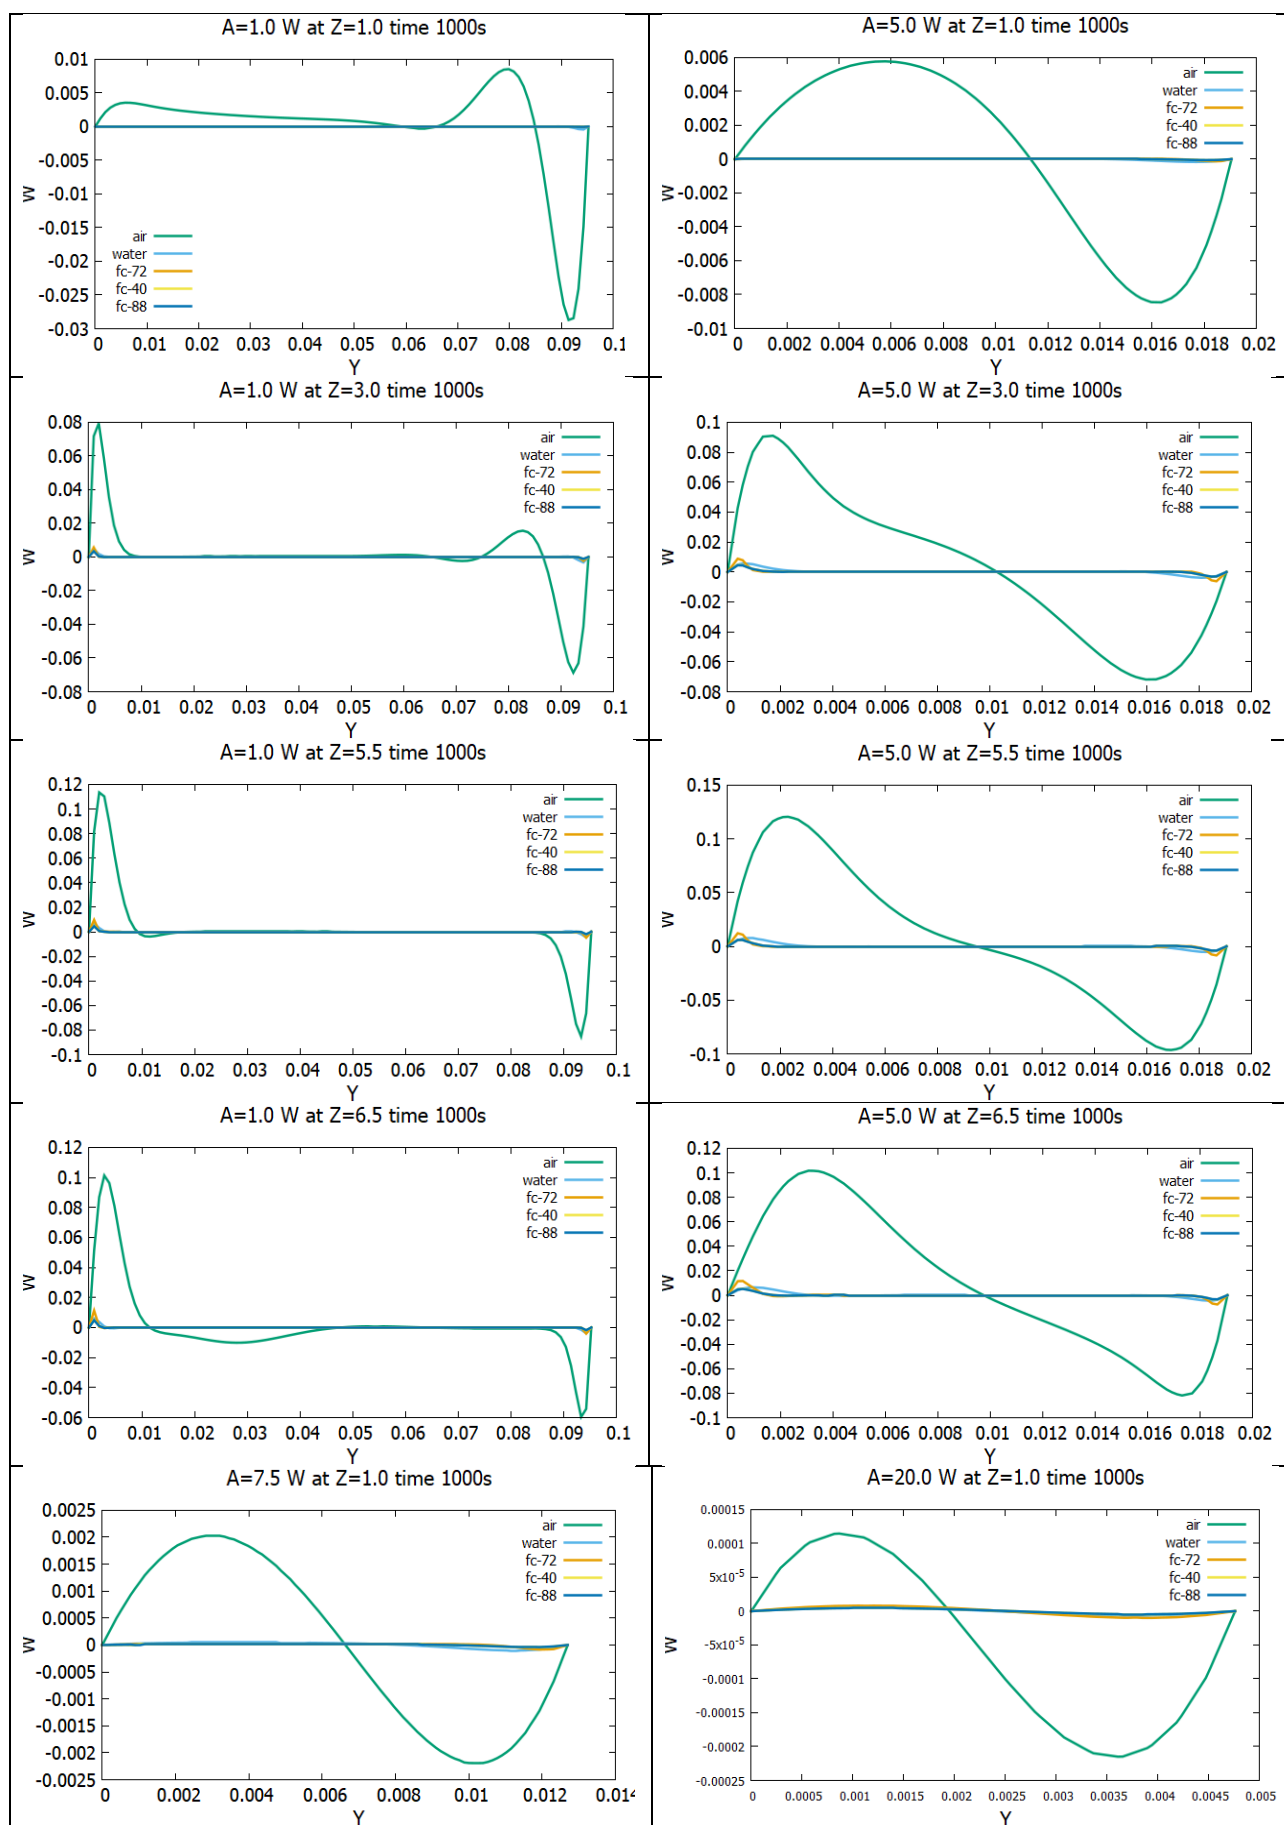 A=1.0 W at Z=1.0 time 1000s
0.01
0.005
0
-0.005
-0.01
-0.015
-0.02
-0.025
-0.03
W
air
water
fc-72
fc-40
fc-88
0 0.01 0.02 0.03 0.04 0.05 0.06 0.07 0.08 0.09 0.1
Y
A=5.0 W at Z=1.0 time 1000s
0.006
0.004
0.002
0
-0.002
-0.004
-0.006
-0.008
-0.01
W
air
water
fc-72
fc-40
fc-88
0 0.002 0.004 0.006 0.008 0.01 0.012 0.014 0.016 0.018 0.02
Y
A=1.0 W at Z=3.0 time 1000s
0.08
0.06
0.04
0.02
0
-0.02
-0.04
-0.06
-0.08
W
air
water
fc-72
fc-40
fc-88
0 0.01 0.02 0.03 0.04 0.05 0.06 0.07 0.08 0.09 0.1
Y
A=5.0 W at Z=3.0 time 1000s
0.1
0.08
0.06
0.04
0.02
0
-0.02
-0.04
-0.06
-0.08
W
air
water
fc-72
fc-40
fc-88
0 0.002 0.004 0.006 0.008 0.01 0.012 0.014 0.016 0.018 0.02
Y
A=1.0 W at Z=5.5 time 1000s
0.12
0.1
0.08
0.06
0.04
0.02
0
-0.02
-0.04
-0.06
-0.08
-0.1
W
air
water
fc-72
fc-40
fc-88
0 0.01 0.02 0.03 0.04 0.05 0.06 0.07 0.08 0.09 0.1
Y
A=5.0 W at Z=5.5 time 1000s
0.15
0.1
0.05
0
-0.05
-0.1
W
air
water
fc-72
fc-40
fc-88
0 0.002 0.004 0.006 0.008 0.01 0.012 0.014 0.016 0.018 0.02
Y
A=1.0 W at Z=6.5 time 1000s
0.12
0.1
0.08
0.06
0.04
0.02
0
-0.02
-0.04
-0.06
W
air
water
fc-72
fc-40
fc-88
0 0.01 0.02 0.03 0.04 0.05 0.06 0.07 0.08 0.09 0.1
Y
A=5.0 W at Z=6.5 time 1000s
0.12
0.1
0.08
0.06
0.04
0.02
0
-0.02
-0.04
-0.06
-0.08
-0.1
W
air
water
fc-72
fc-40
fc-88
0 0.002 0.004 0.006 0.008 0.01 0.012 0.014 0.016 0.018 0.02
Y
A=7.5 W at Z=1.0 time 1000s
0.0025
0.002
0.0015
0.001
0.0005
0
-0.0005
-0.001
-0.0015
-0.002
-0.0025
W
air
water
fc-72
fc-40
fc-88
0 0.002 0.004 0.006 0.008 0.01 0.012 0.014
Y
A=20.0 W at Z=1.0 time 1000s
0.00015
0.0001
5x10⁻⁵
0
-5x10⁻⁵
-0.0001
-0.00015
-0.0002
-0.00025
W
air
water
fc-72
fc-40
fc-88
0 0.0005 0.001 0.0015 0.002 0.0025 0.003 0.0035 0.004 0.0045 0.005
Y